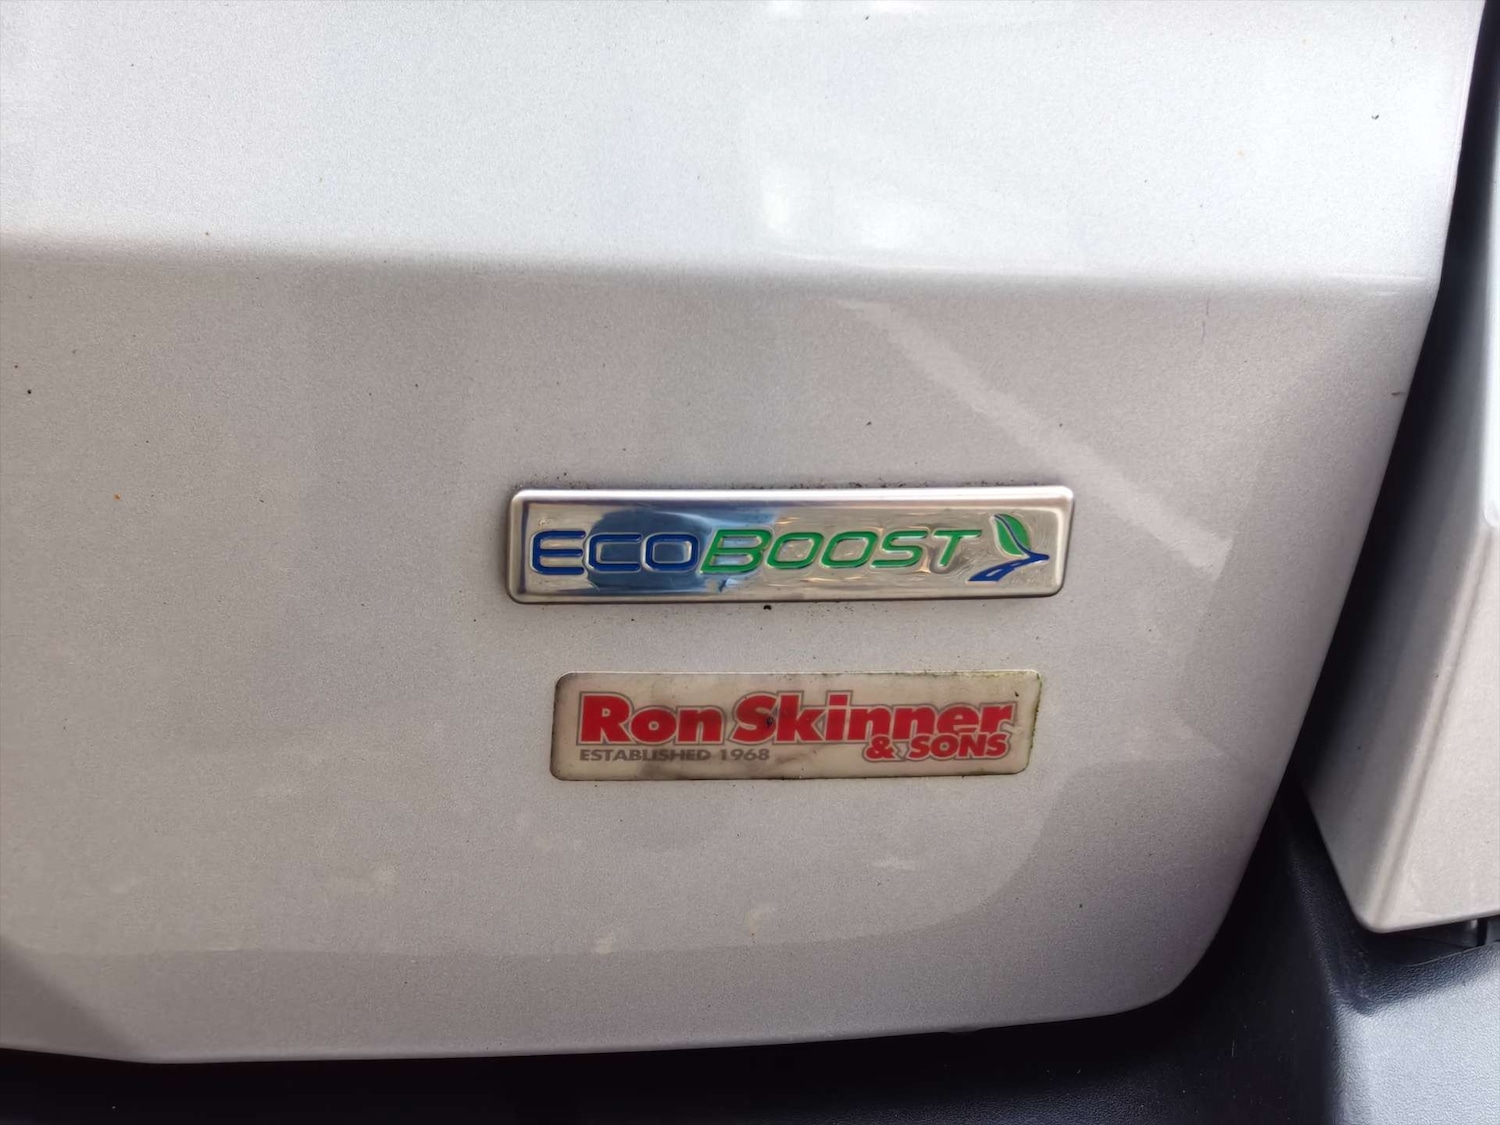 ECOBOOST
Ron Skinner
& SONS
ESTABLISHED 1968